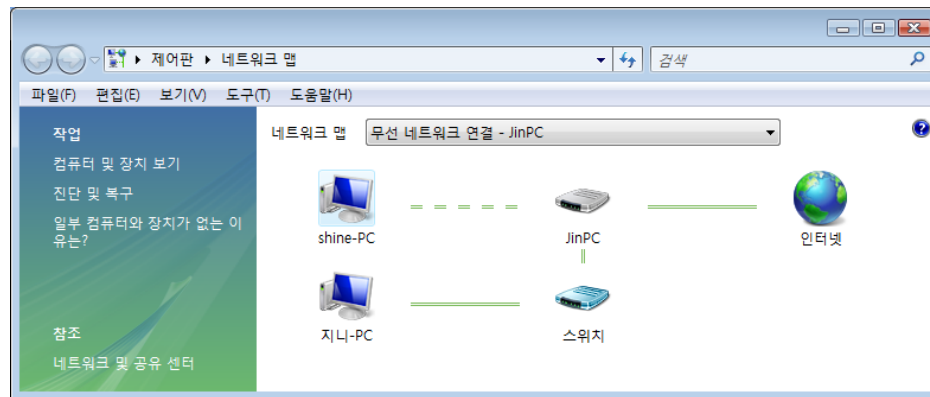 제어판 ▸ 네트워크 맵
검색
파일(F) 편집(E) 보기(V) 도구(T) 도움말(H)
작업
컴퓨터 및 장치 보기
진단 및 복구
일부 컴퓨터와 장치가 없는 이
유는?
참조
네트워크 및 공유 센터
네트워크 맵 무선 네트워크 연결 - JinPC
shine-PC JinPC 인터넷
지니-PC 스위치